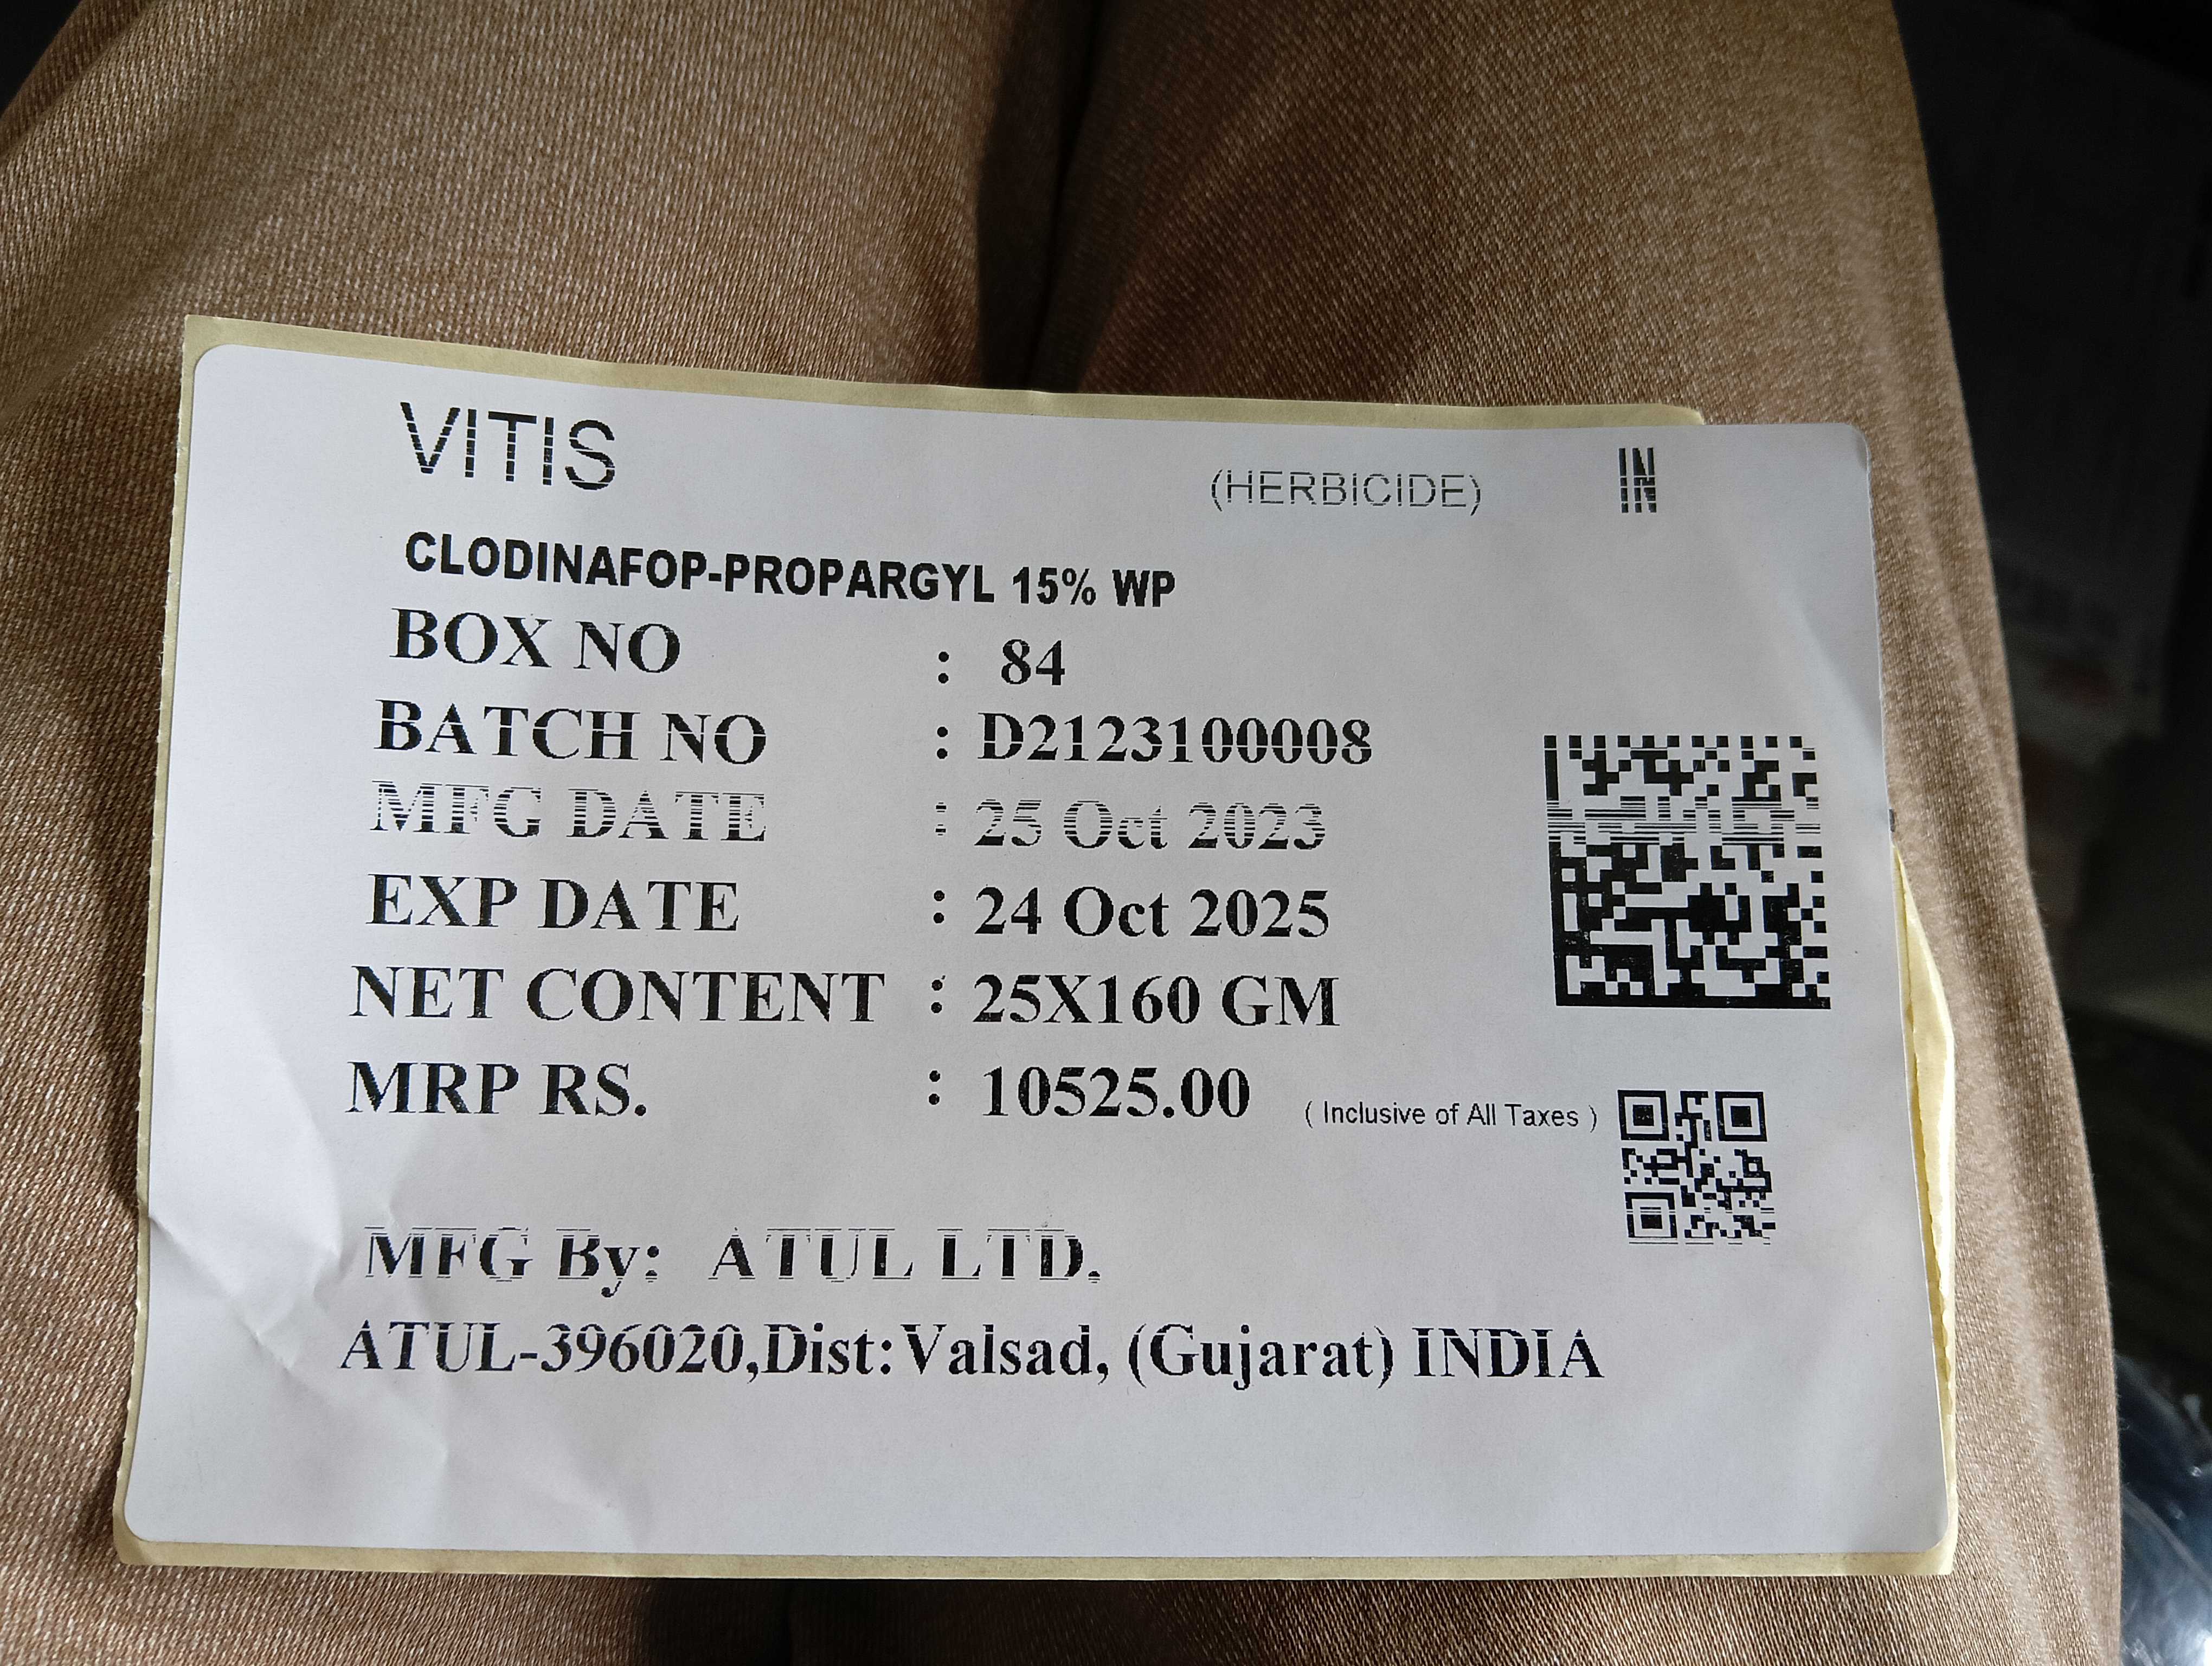 VITIS (HERBICIDE) IN
CLODINAFOP-PROPARGYL 15% WP
BOX NO : 84
BATCH NO : D2123100008
MFG DATE : 25 Oct 2023
EXP DATE : 24 Oct 2025
NET CONTENT : 25X160 GM
MRP RS. : 10525.00 ( Inclusive of All Taxes )
MFG By: ATUL LTD.
ATUL-396020,Dist:Valsad, (Gujarat) INDIA